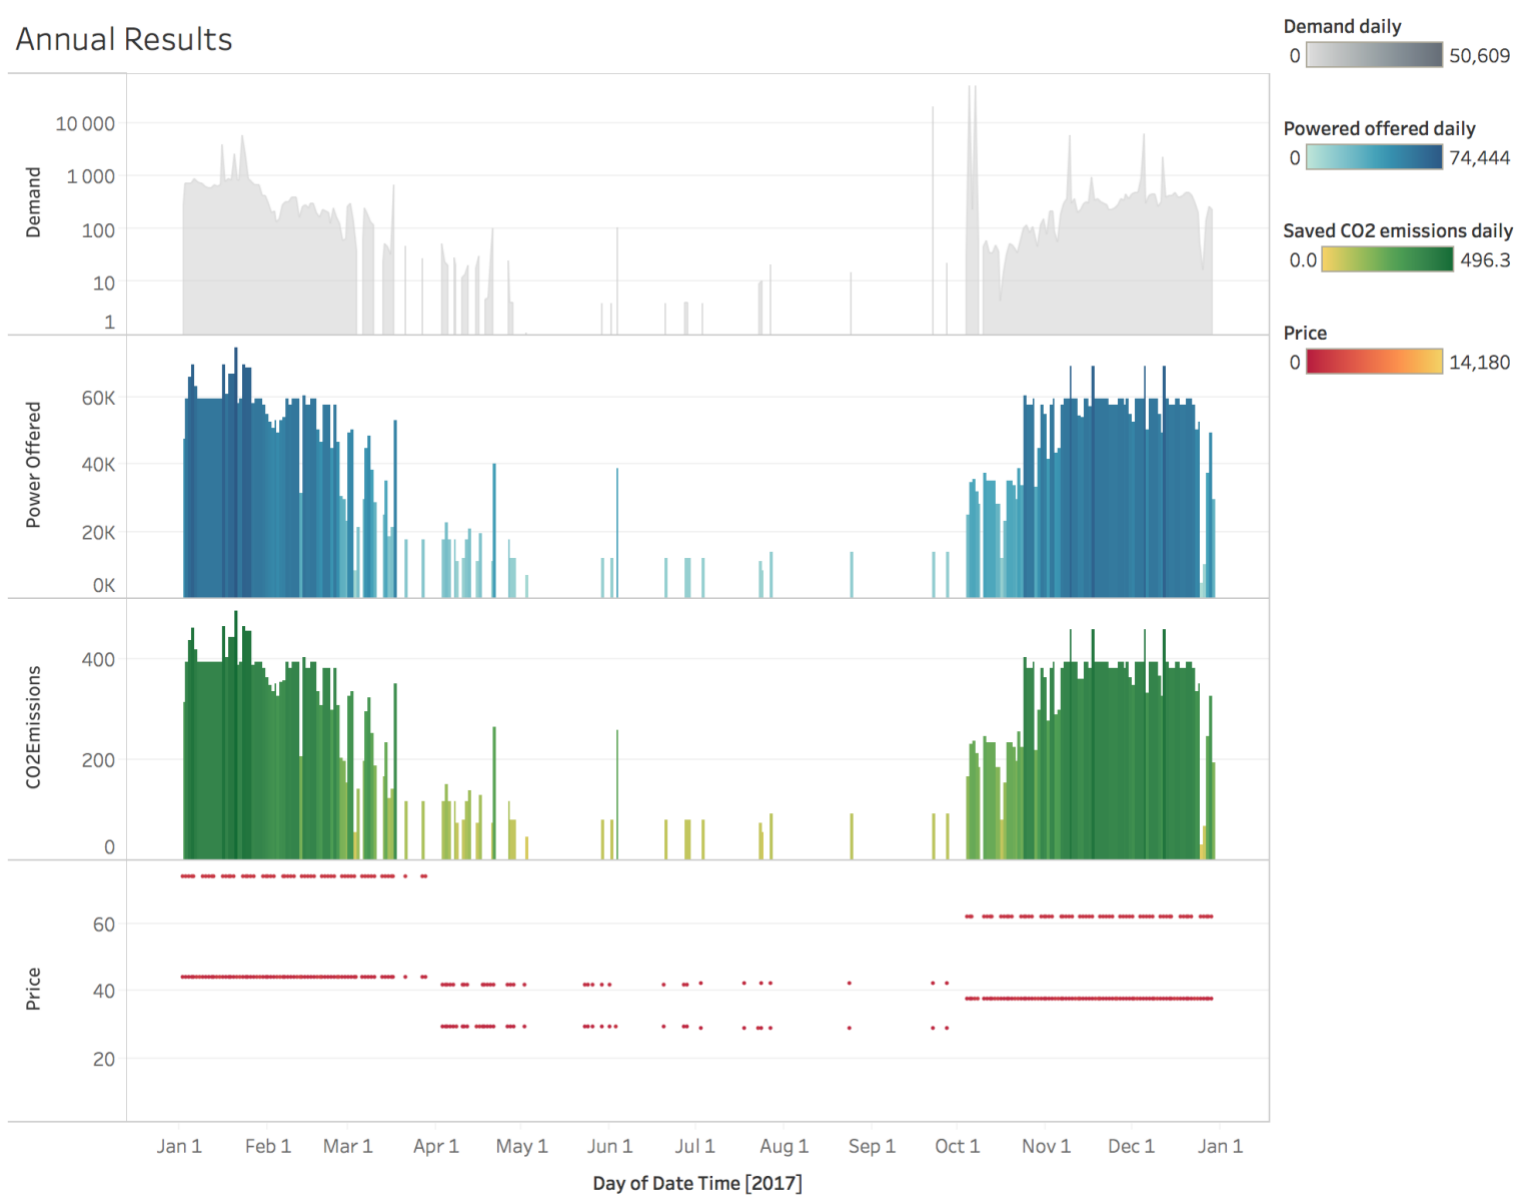 Annual Results
Demand
10 000
1 000
100
10
1
Power Offered
60K
40K
20K
0K
CO2Emissions
400
200
0
Price
60
40
20
Jan 1 Feb 1 Mar 1 Apr 1 May 1 Jun 1 Jul 1 Aug 1 Sep 1 Oct 1 Nov 1 Dec 1 Jan 1
Day of Date Time [2017]
Demand daily
0 50,609
Powered offered daily
0 74,444
Saved CO2 emissions daily
0.0 496.3
Price
0 14,180